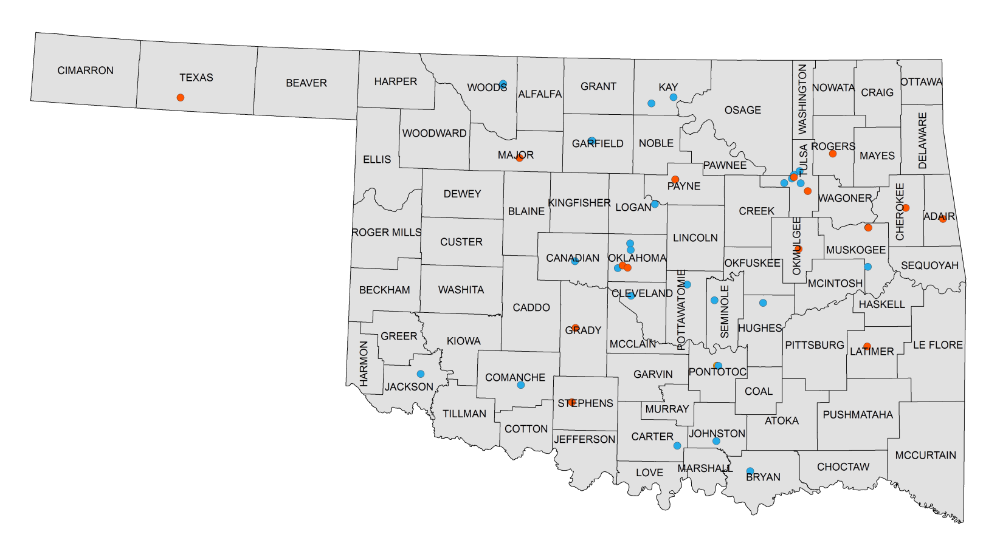 CIMARRON
TEXAS
BEAVER
HARPER
WOODS
ALFALFA
GRANT
KAY
OSAGE
WASHINGTON
NOWATA
CRAIG
OTTAWA
ELLIS
WOODWARD
MAJOR
GARFIELD
NOBLE
PAWNEE
TULSA
ROGERS
MAYES
DELAWARE
DEWEY
BLAINE
KINGFISHER
LOGAN
PAYNE
CREEK
WAGONER
CHEROKEE
ADAIR
ROGER MILLS
CUSTER
CANADIAN
OKLAHOMA
LINCOLN
OKFUSKEE
OKMULGEE
MUSKOGEE
SEQUOYAH
BECKHAM
WASHITA
CADDO
CLEVELAND
POTTAWATOMIE
SEMINOLE
HUGHES
MCINTOSH
HASKELL
GREER
KIOWA
GRADY
MCCLAIN
PITTSBURG
LATIMER
LE FLORE
HARMON
JACKSON
COMANCHE
GARVIN
PONTOTOC
COAL
TILLMAN
COTTON
STEPHENS
MURRAY
ATOKA
PUSHMATAHA
JEFFERSON
CARTER
JOHNSTON
MCCURTAIN
LOVE
MARSHALL
BRYAN
CHOCTAW